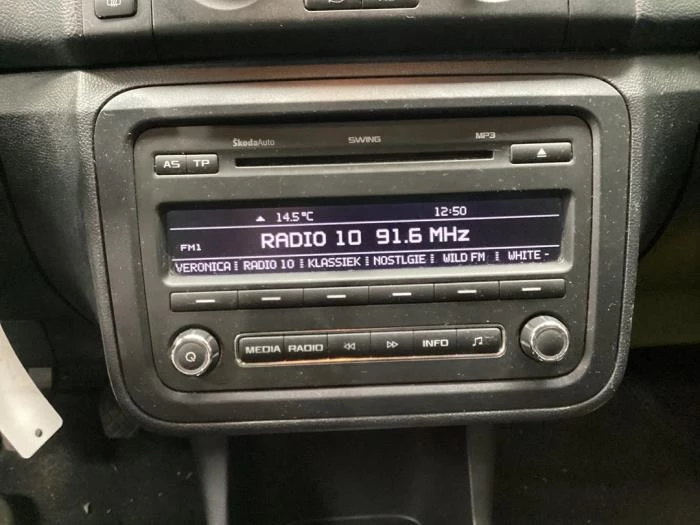 ŠkodaAuto SWING MP3
AS TP
14.5°C 12:50
FM1 RADIO 10 91.6 MHz
VERONICA RADIO 10 KLASSIEK NOSTLGIE WILD FM WHITE-
MEDIA RADIO INFO